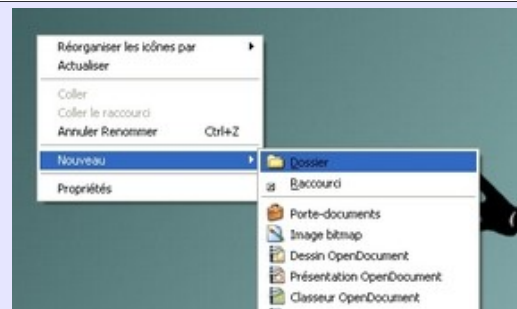 Réorganiser les icônes par
Actualiser
Coller
Coller le raccourci
Annuler Renommer Ctrl+Z
Nouveau
Propriétés
Dossier
Raccourci
Porte-documents
Image bitmap
Dessin OpenDocument
Présentation OpenDocument
Classeur OpenDocument